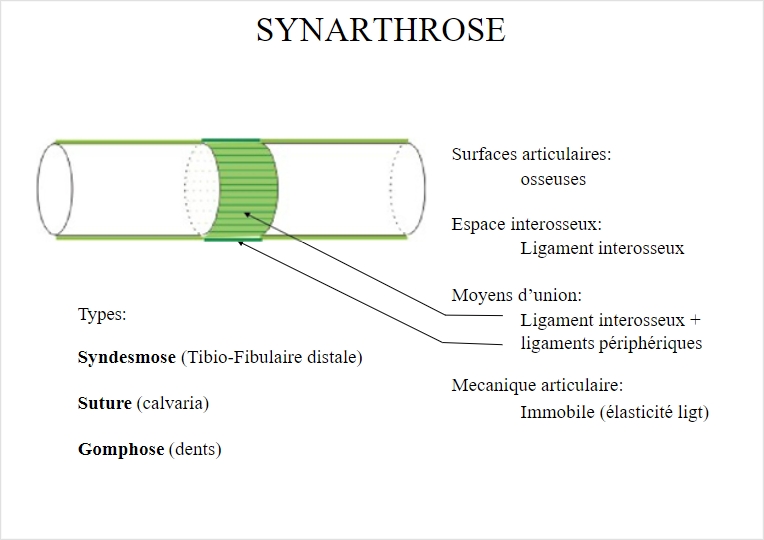 SYNARTHROSE
Surfaces articulaires:
osseuses
Espace interosseux:
Ligament interosseux
Moyens d’union:
Ligament interosseux +
ligaments périphériques
Mecanique articulaire:
Immobile (élasticité ligt)
Types:
Syndesmose (Tibio-Fibulaire distale)
Suture (calvaria)
Gomphose (dents)